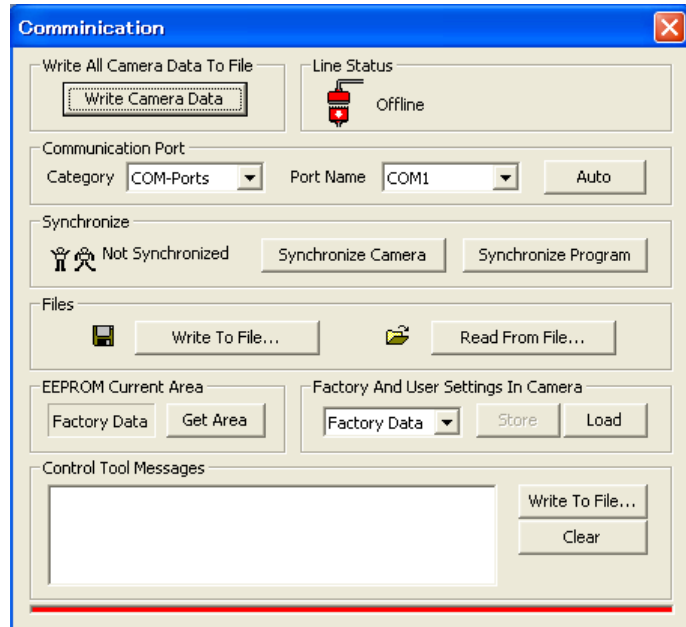 Comminication
Write All Camera Data To File
Line Status
Write Camera Data
Offline
Communication Port
Category COM-Ports Port Name COM1 Auto
Synchronize
Not Synchronized Synchronize Camera Synchronize Program
Files
Write To File... Read From File...
EEPROM Current Area
Factory And User Settings In Camera
Factory Data Get Area Factory Data Store Load
Control Tool Messages
Write To File...
Clear